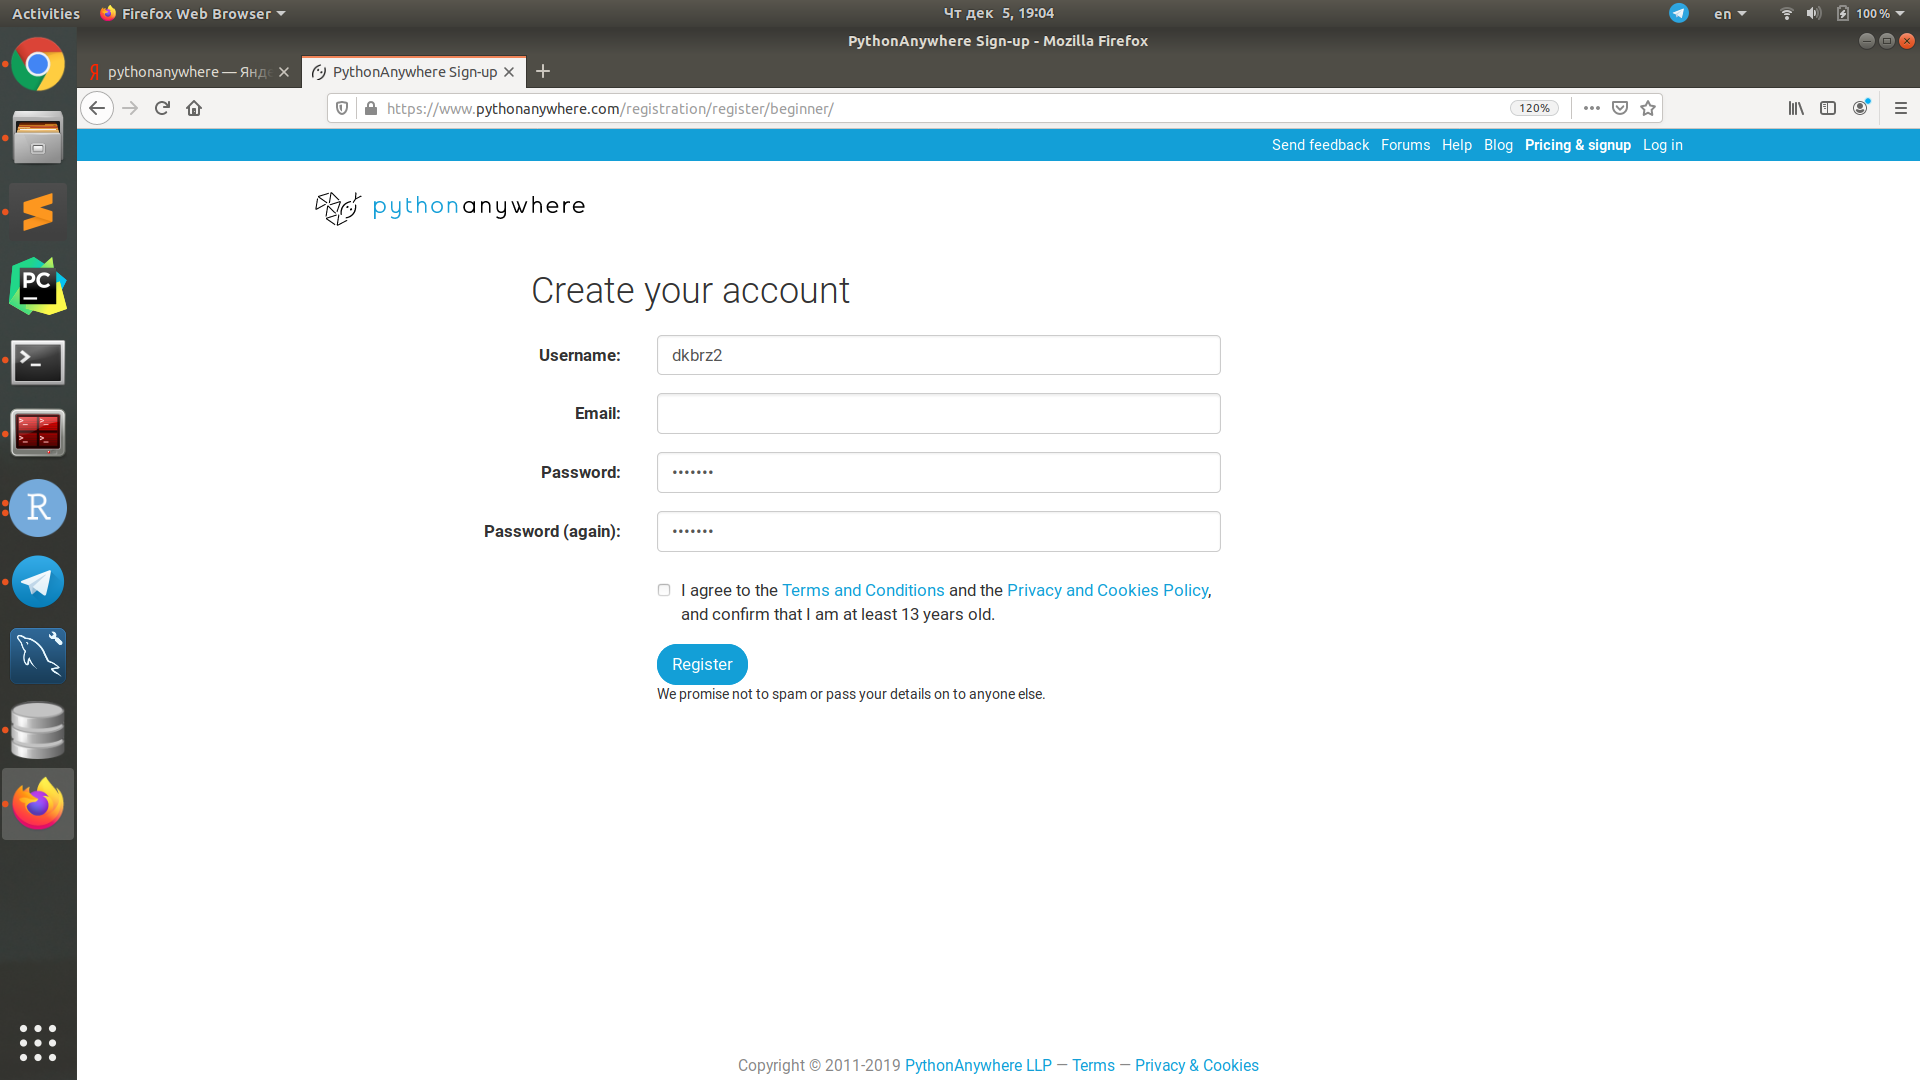 Activities Firefox Web Browser Чт дек 5, 19:04 en 100%
PythonAnywhere Sign-up - Mozilla Firefox
pythonanywhere — Янде PythonAnywhere Sign-up
https://www.pythonanywhere.com/registration/register/beginner/ 120%
Send feedback Forums Help Blog Pricing & signup Log in
pythonanywhere
Create your account
Username: dkbrz2
Email:
Password: •••••••
Password (again): •••••••
I agree to the Terms and Conditions and the Privacy and Cookies Policy,
and confirm that I am at least 13 years old.
Register
We promise not to spam or pass your details on to anyone else.
Copyright © 2011-2019 PythonAnywhere LLP — Terms — Privacy & Cookies
PC
R